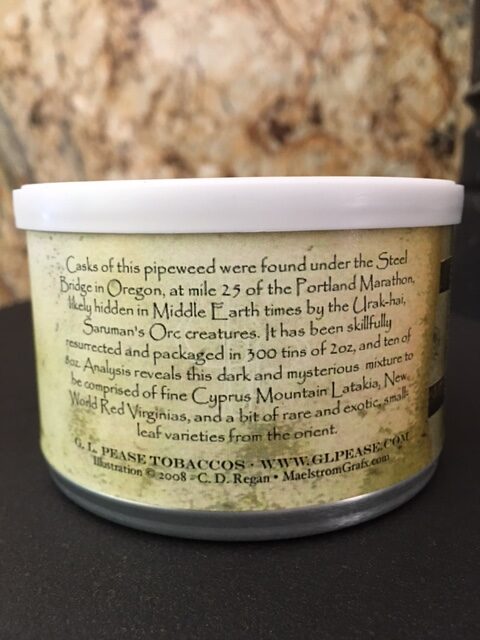 Casks of this pipeweed were found under the Steel
Bridge in Oregon, at mile 25 of the Portland Marathon,
likely hidden in Middle Earth times by the Urak-hai,
Saruman's Orc creatures. It has been skillfully
resurrected and packaged in 300 tins of 2oz, and ten of
8oz. Analysis reveals this dark and mysterious mixture to
be comprised of fine Cyprus Mountain Latakia, New
World Red Virginias, and a bit of rare and exotic, small-
leaf varieties from the orient.
G. L. PEASE TOBACCOS • WWW.GLPEASE.COM
Illustration © 2008 - C. D. Regan • MaelstromGrafx.com